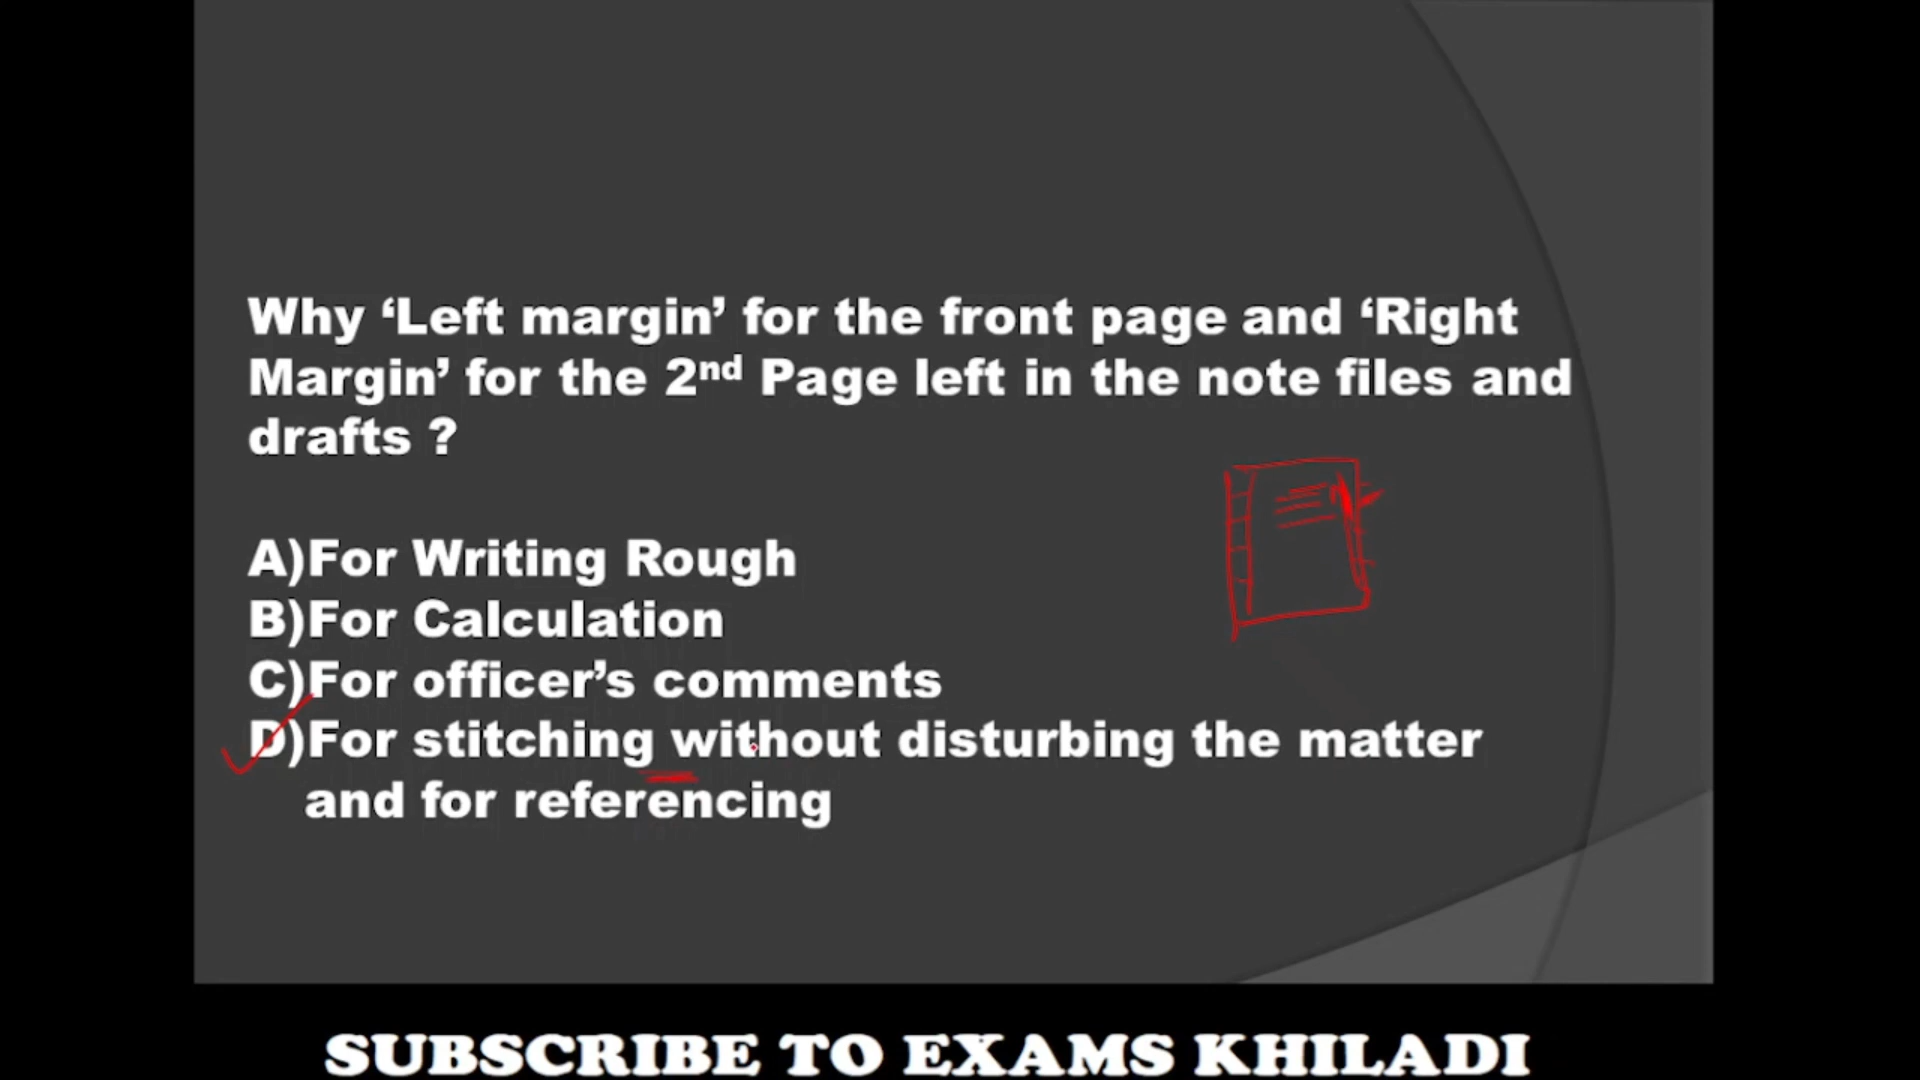 Why ‘Left margin’ for the front page and ‘Right
Margin’ for the 2nd Page left in the note files and
drafts ?
A)For Writing Rough
B)For Calculation
C)For officer’s comments
D)For stitching without disturbing the matter
and for referencing
SUBSCRIBE TO EXAMS KHILADI